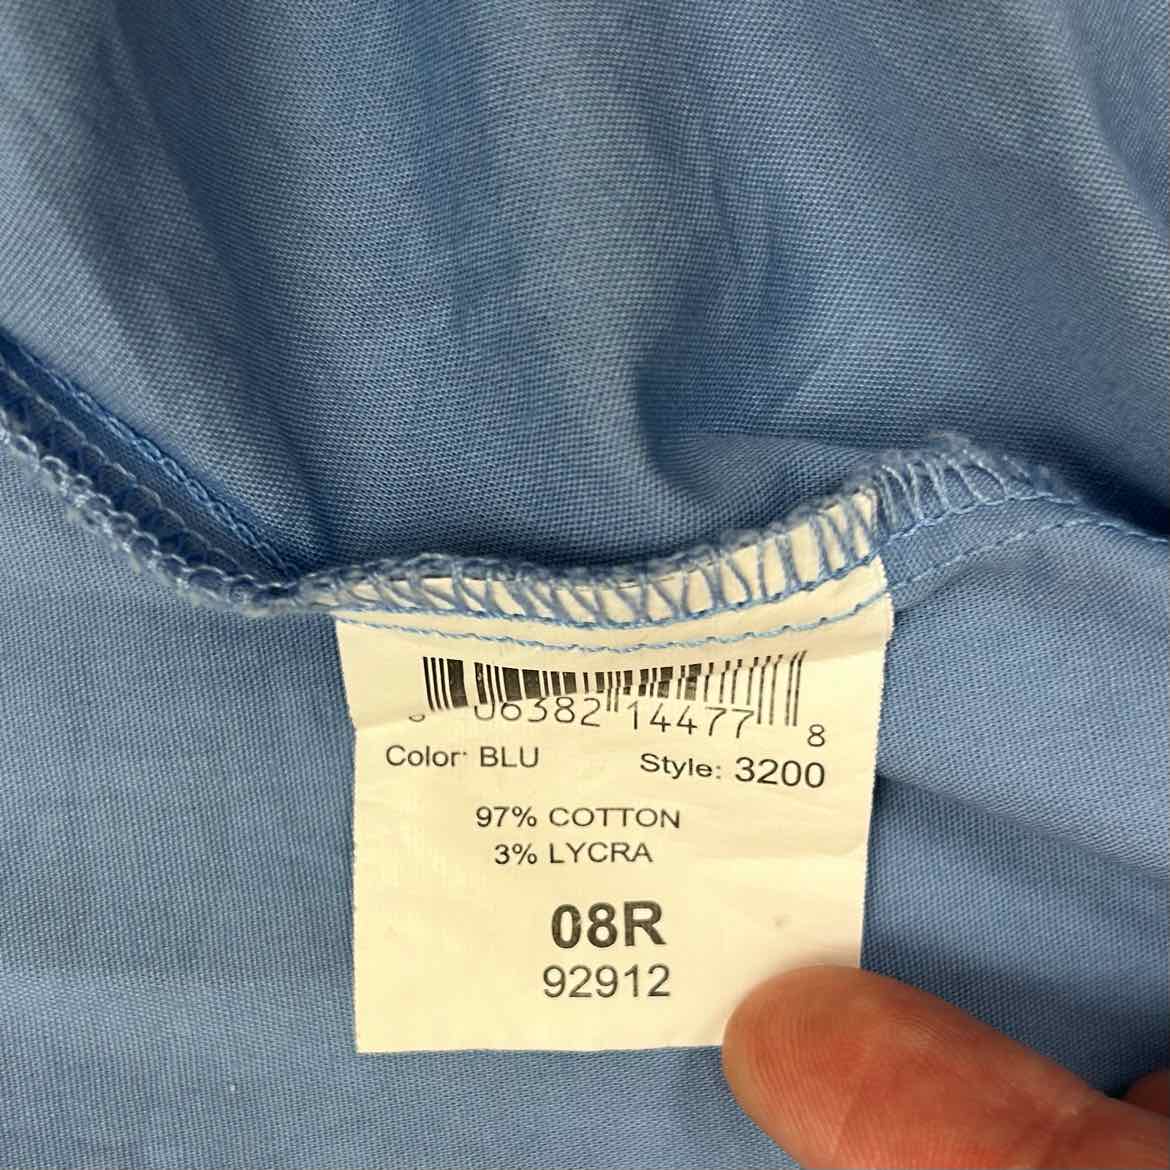 06382 14477 8
Color: BLU Style: 3200
97% COTTON
3% LYCRA
08R
92912